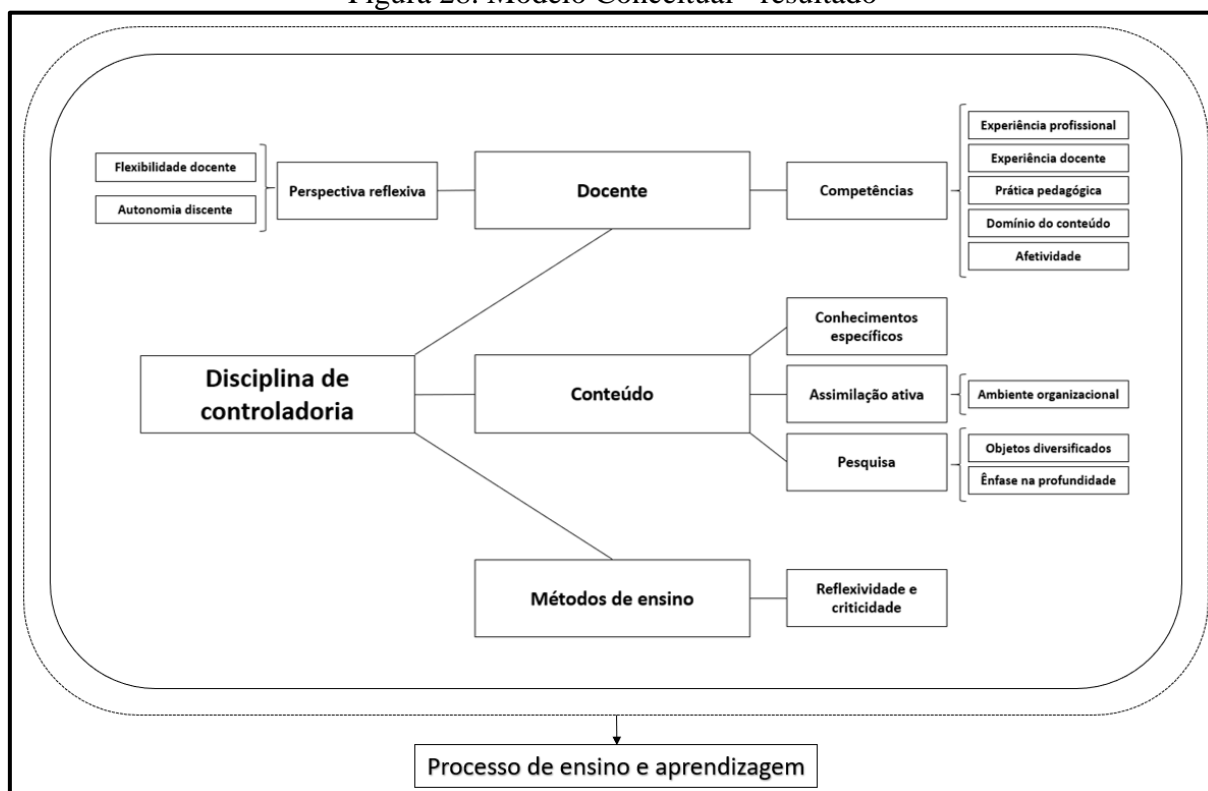 Figura 28. Modelo Conceitual - resultado
Flexibilidade docente
Autonomia discente
Perspectiva reflexiva
Docente
Competências
Experiência profissional
Experiência docente
Prática pedagógica
Domínio do conteúdo
Afetividade
Disciplina de
controladoria
Conteúdo
Conhecimentos
específicos
Assimilação ativa
Ambiente organizacional
Pesquisa
Objetos diversificados
Ênfase na profundidade
Métodos de ensino
Reflexividade e
criticidade
Processo de ensino e aprendizagem